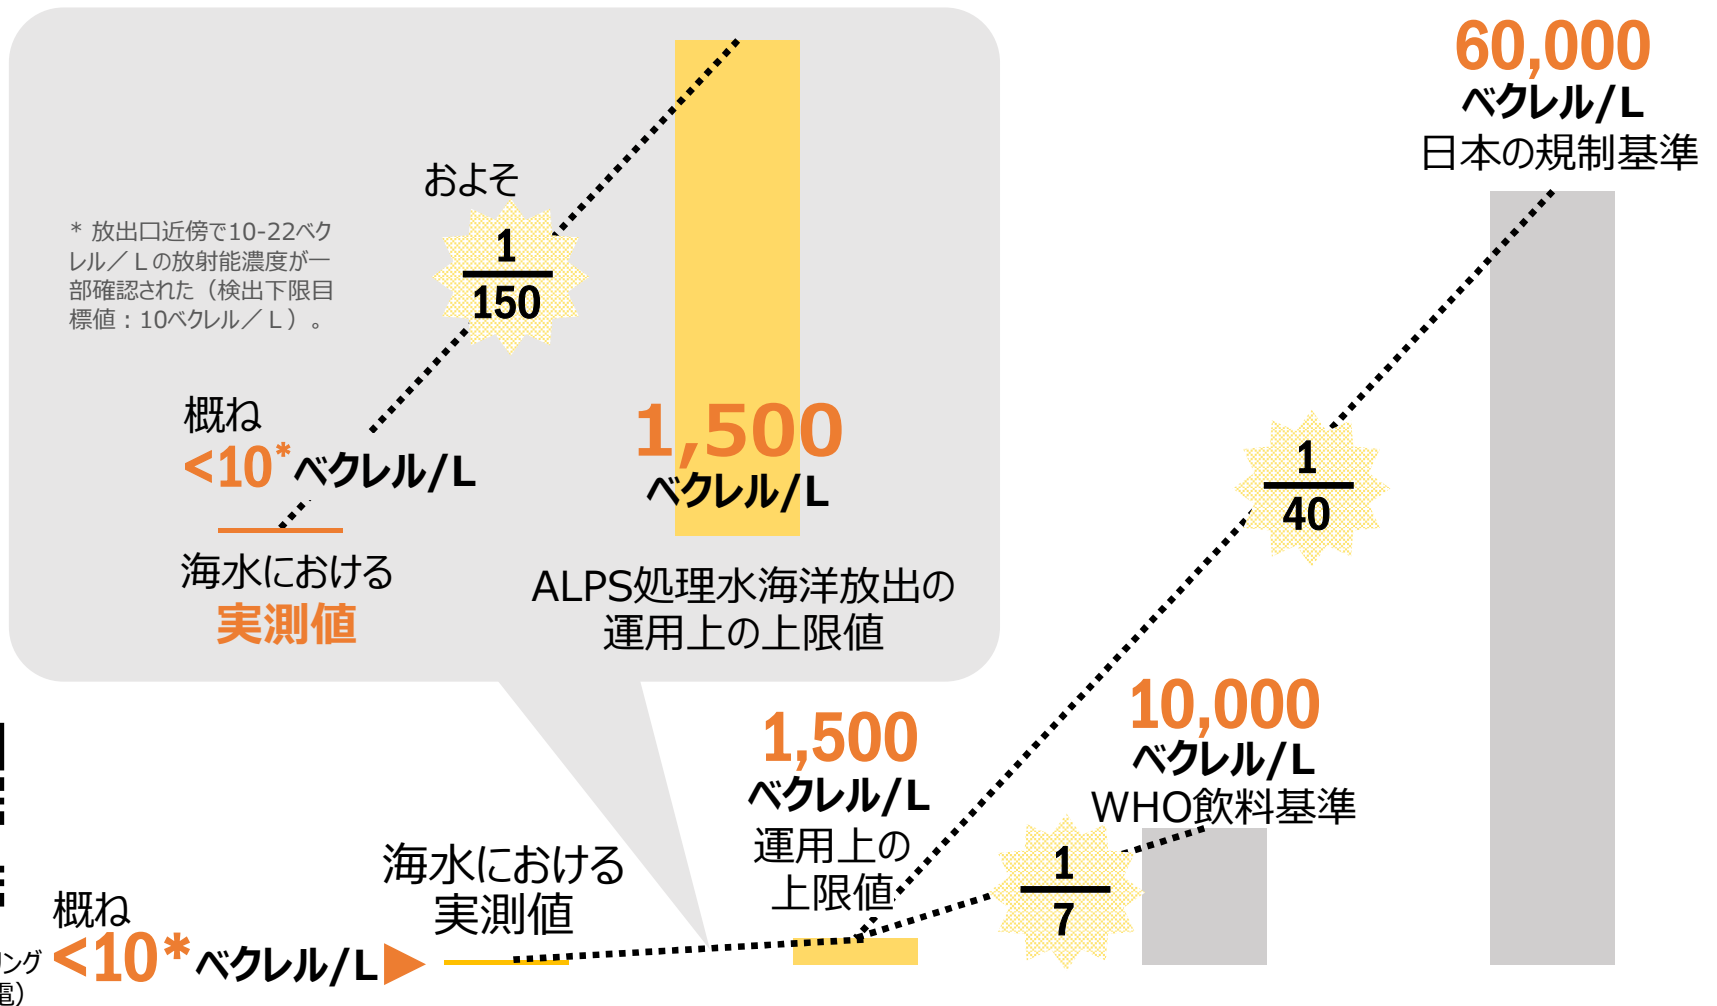 60,000
ベクレル/L
日本の規制基準
およそ
1
150
* 放出口近傍で10-22ベク
レル／Ｌの放射能濃度が一
部確認された（検出下限目
標値：10ベクレル／Ｌ）。
概ね
<10*ベクレル/L
海水における
実測値
1,500
ベクレル/L
ALPS処理水海洋放出の
運用上の上限値
1
40
10,000
ベクレル/L
WHO飲料基準
1,500
ベクレル/L
運用上の
上限値
1
7
海水における
実測値
概ね
<10*ベクレル/L
リング
電）